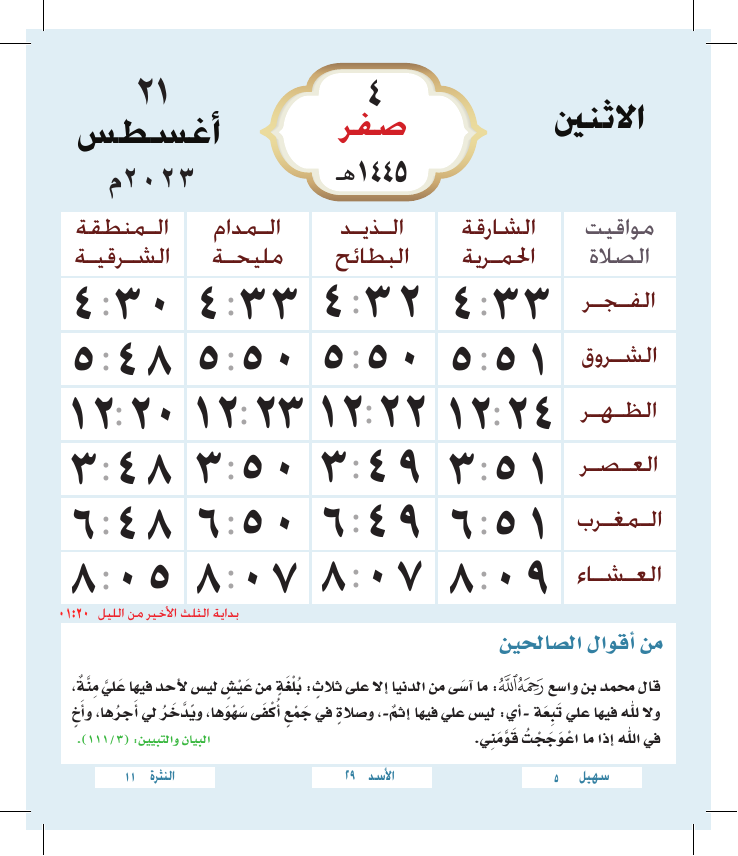 الاثنين
٤
صفر
١٤٤٥هـ
٢١
أغسطس
٢٠٢٣م
مواقيت الصلاة | الشارقة الحمرية | الذيد البطائح | المدام مليحة | المنطقة الشرقية
الفجر ٤:٣٣ ٤:٣٢ ٤:٣٣ ٤:٣٠
الشروق ٥:٥١ ٥:٥٠ ٥:٥٠ ٥:٤٨
الظهر ١٢:٢٤ ١٢:٢٢ ١٢:٢٣ ١٢:٢٠
العصر ٣:٥١ ٣:٤٩ ٣:٥٠ ٣:٤٨
المغرب ٦:٥١ ٦:٤٩ ٦:٥٠ ٦:٤٨
العشاء ٨:٠٩ ٨:٠٧ ٨:٠٧ ٨:٠٥
بداية الثلث الأخير من الليل ٠١:٢٠
من أقوال الصالحين
قال محمد بن واسع رَحِمَهُ اللَّهُ: ما آسَى من الدنيا إلا على ثلاثٍ: بُلْغَةٍ من عَيْشٍ ليس لأحد فيها عَليَّ مِنَّةٌ،
ولا لله فيها علي تَبِعَة -أي: ليس علي فيها إثمٌ-، وصلاةٍ في جَمْعٍ أُكْفَى سَهْوَها، ويُدَّخَرُ لي أجرُها، وأخٍ
في الله إذا ما اعْوَجَجْتُ قَوَّمَنِي. البيان والتبيين: (٣/١١١).
سهيل ٥ الأسد ٢٩ النثرة ١١